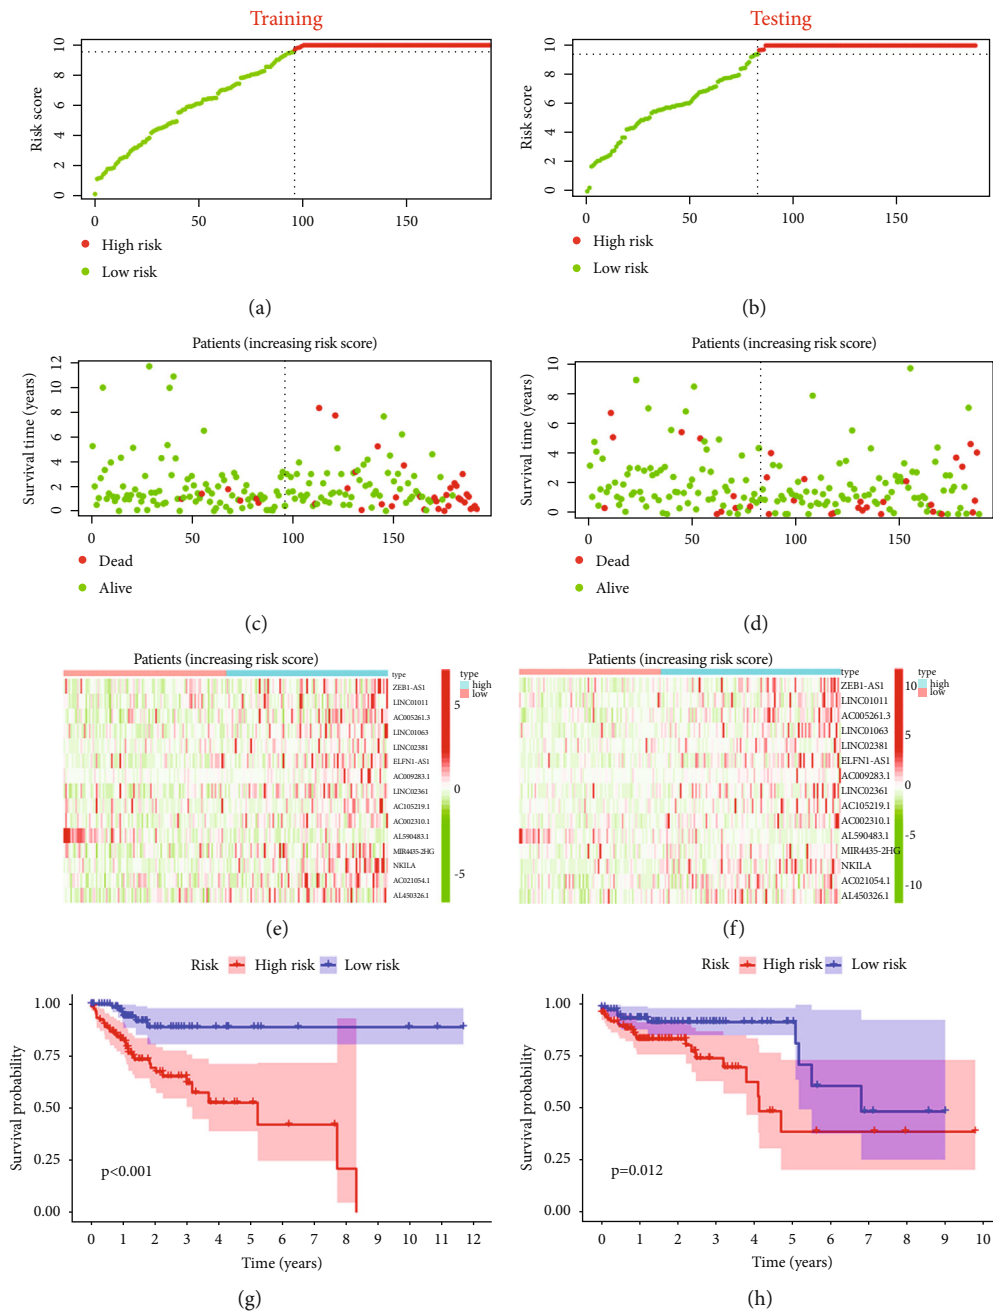 Training
Testing
Risk score
0 2 4 6 8 10
0 50 100 150
High risk
Low risk
(a)
Risk score
0 2 4 6 8 10
0 50 100 150
High risk
Low risk
(b)
Patients (increasing risk score)
Survival time (years)
0 2 4 6 8 10 12
0 50 100 150
Dead
Alive
(c)
Patients (increasing risk score)
Survival time (years)
0 2 4 6 8 10
0 50 100 150
Dead
Alive
(d)
Patients (increasing risk score)
type
ZEB1-AS1
LINC01011
AC005261.3
LINC01063
LINC02381
ELFN1-AS1
AC009283.1
LINC02361
AC105219.1
AC002310.1
AL590483.1
MIR4435-2HG
NKILA
AC021054.1
AL450326.1
5
0
-5
type
high
low
(e)
Patients (increasing risk score)
type
ZEB1-AS1
LINC01011
AC005261.3
LINC01063
LINC02381
ELFN1-AS1
AC009283.1
LINC02361
AC105219.1
AC002310.1
AL590483.1
MIR4435-2HG
NKILA
AC021054.1
AL450326.1
10
5
0
-5
-10
type
high
low
(f)
Risk High risk Low risk
Survival probability
1.00
0.75
0.50
0.25
0.00
p<0.001
0 1 2 3 4 5 6 7 8 9 10 11 12
Time (years)
(g)
Risk High risk Low risk
Survival probability
1.00
0.75
0.50
0.25
0.00
p=0.012
0 1 2 3 4 5 6 7 8 9 10
Time (years)
(h)